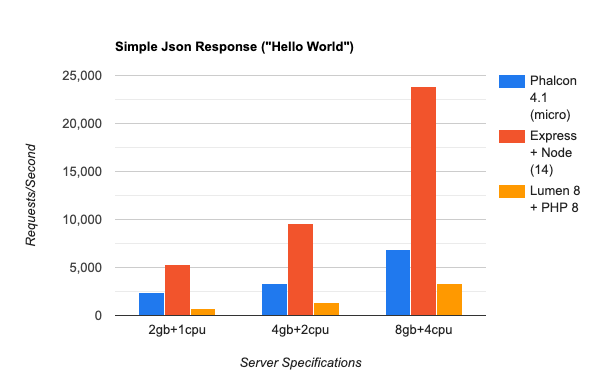 Simple Json Response ("Hello World")
25,000
20,000
15,000
10,000
5,000
0
Requests/Second
2gb+1cpu
4gb+2cpu
8gb+4cpu
Server Specifications
Phalcon
4.1
(micro)
Express
+ Node
(14)
Lumen 8
+ PHP 8